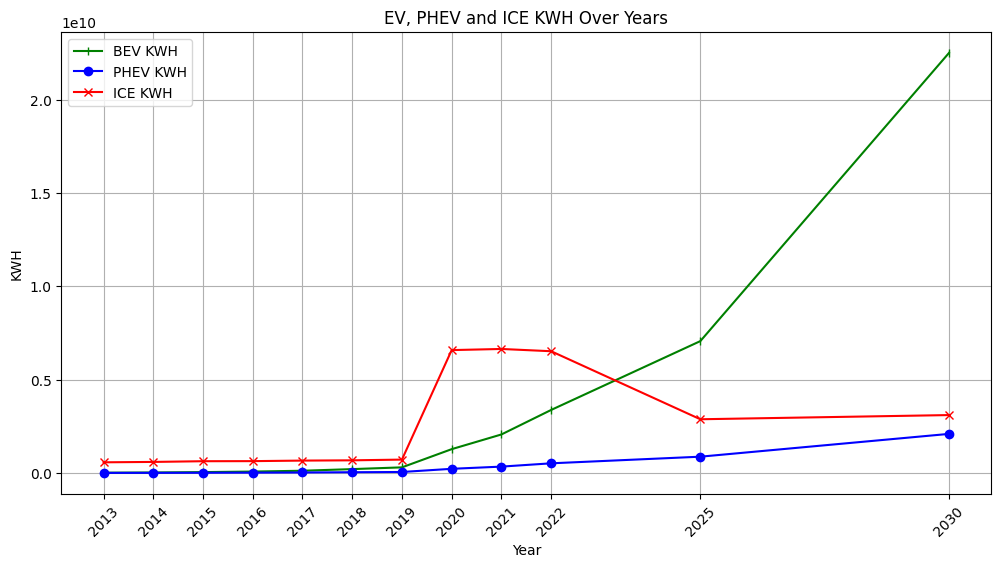 EV, PHEV and ICE KWH Over Years
1e10
BEV KWH
PHEV KWH
ICE KWH
2.0
1.5
1.0
0.5
0.0
KWH
2013
2014
2015
2016
2017
2018
2019
2020
2021
2022
2025
2030
Year